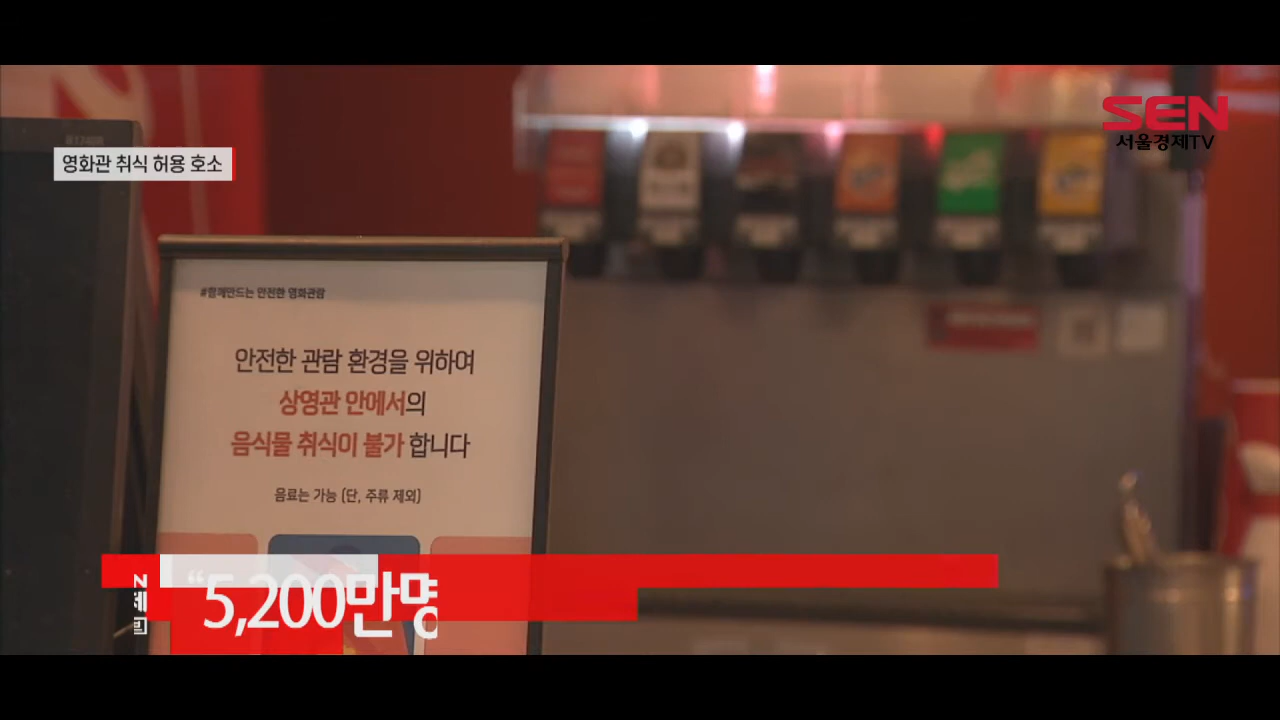 SEN
서울경제TV
영화관 취식 허용 호소
#함께만드는 안전한 영화관람
안전한 관람 환경을 위하여
상영관 안에서의
음식물 취식이 불가 합니다
음료는 가능 (단, 주류 제외)
“5,200만명